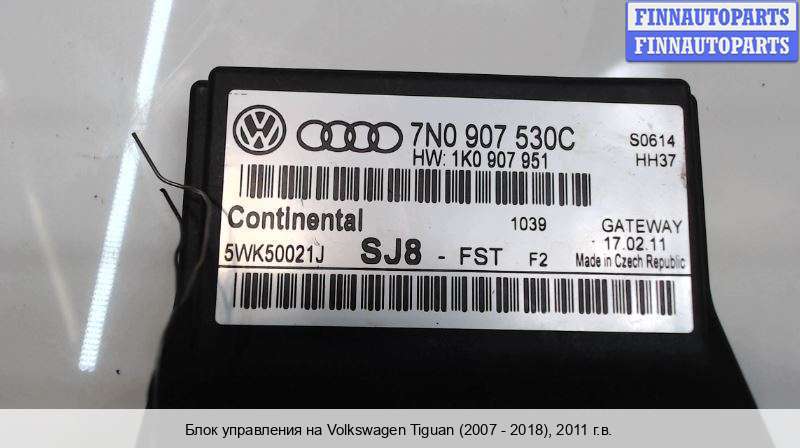 FINNAUTOPARTS
FINNAUTOPARTS
7N0 907 530C
HW: 1K0 907 951
S0614
HH37
Continental
1039
GATEWAY
17.02.11
5WK50021J
SJ8 - FST F2
Made in Czech Republic
Блок управления на Volkswagen Tiguan (2007 - 2018), 2011 г.в.